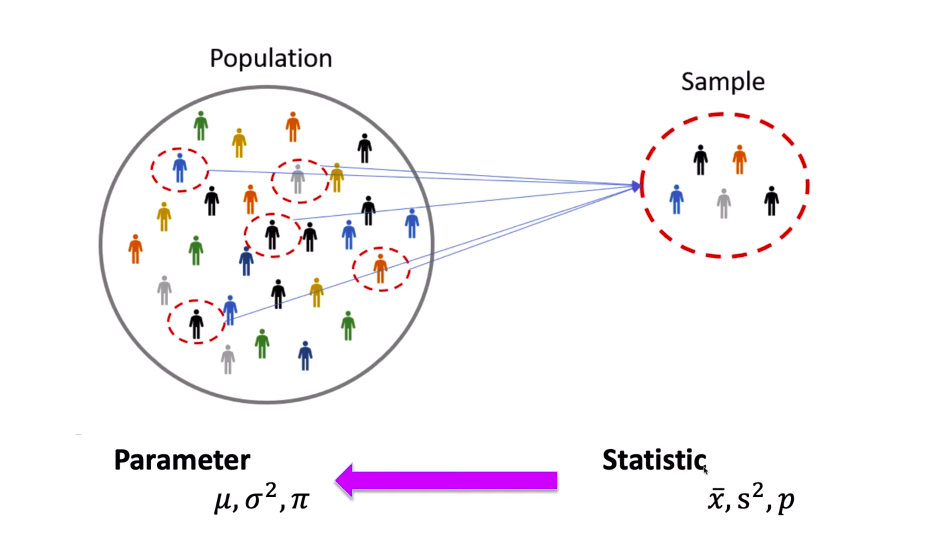 Population
Sample
Parameter
μ, σ², π
Statistic
x̄, s², p